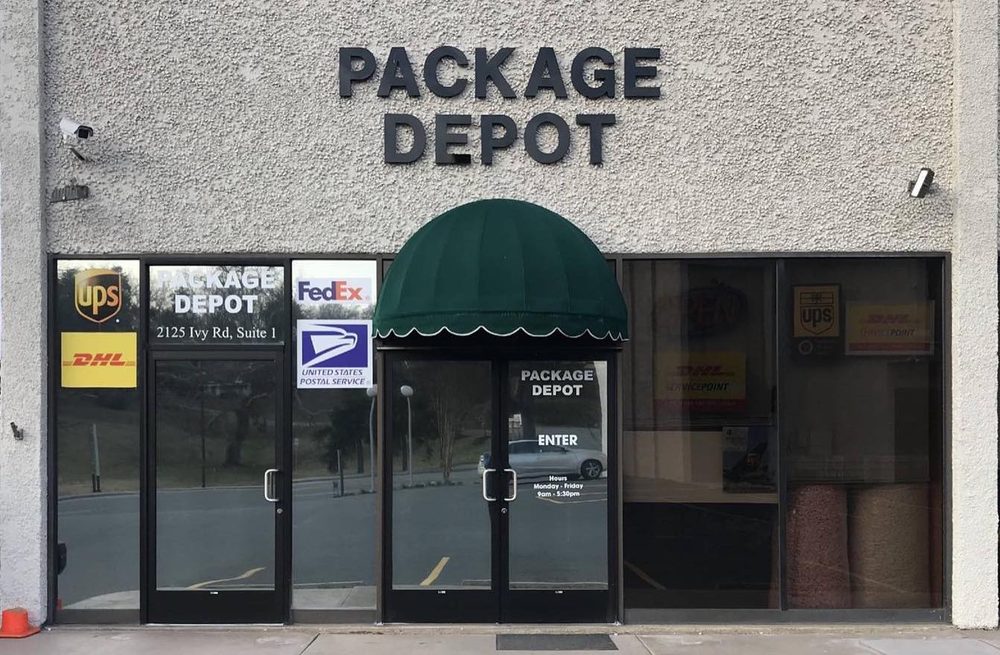 PACKAGE
DEPOT
ups
DHL
PACKAGE
DEPOT
2125 Ivy Rd, Suite 1
FedEx
UNITED STATES
POSTAL SERVICE
PACKAGE
DEPOT
ENTER
Hours
Monday - Friday
9am - 5:30pm
OPEN
DHL
SERVICEPOINT
ups
SERVICEPOINT